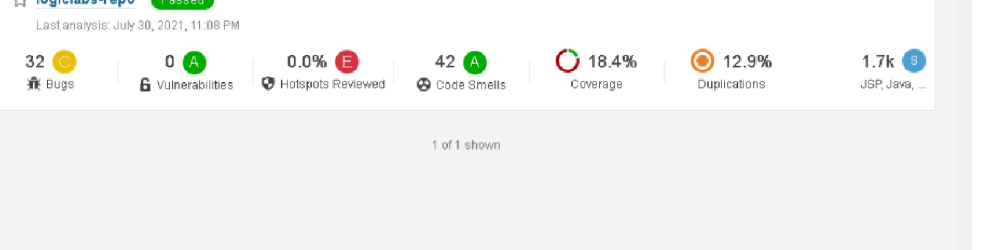 logiclabs-repo Passed
Last analysis: July 30, 2021, 11:08 PM
32 C 0 A 0.0% E 42 A 18.4% 12.9% 1.7k S
Bugs Vulnerabilities Hotspots Reviewed Code Smells Coverage Duplications JSP, Java, ...
1 of 1 shown